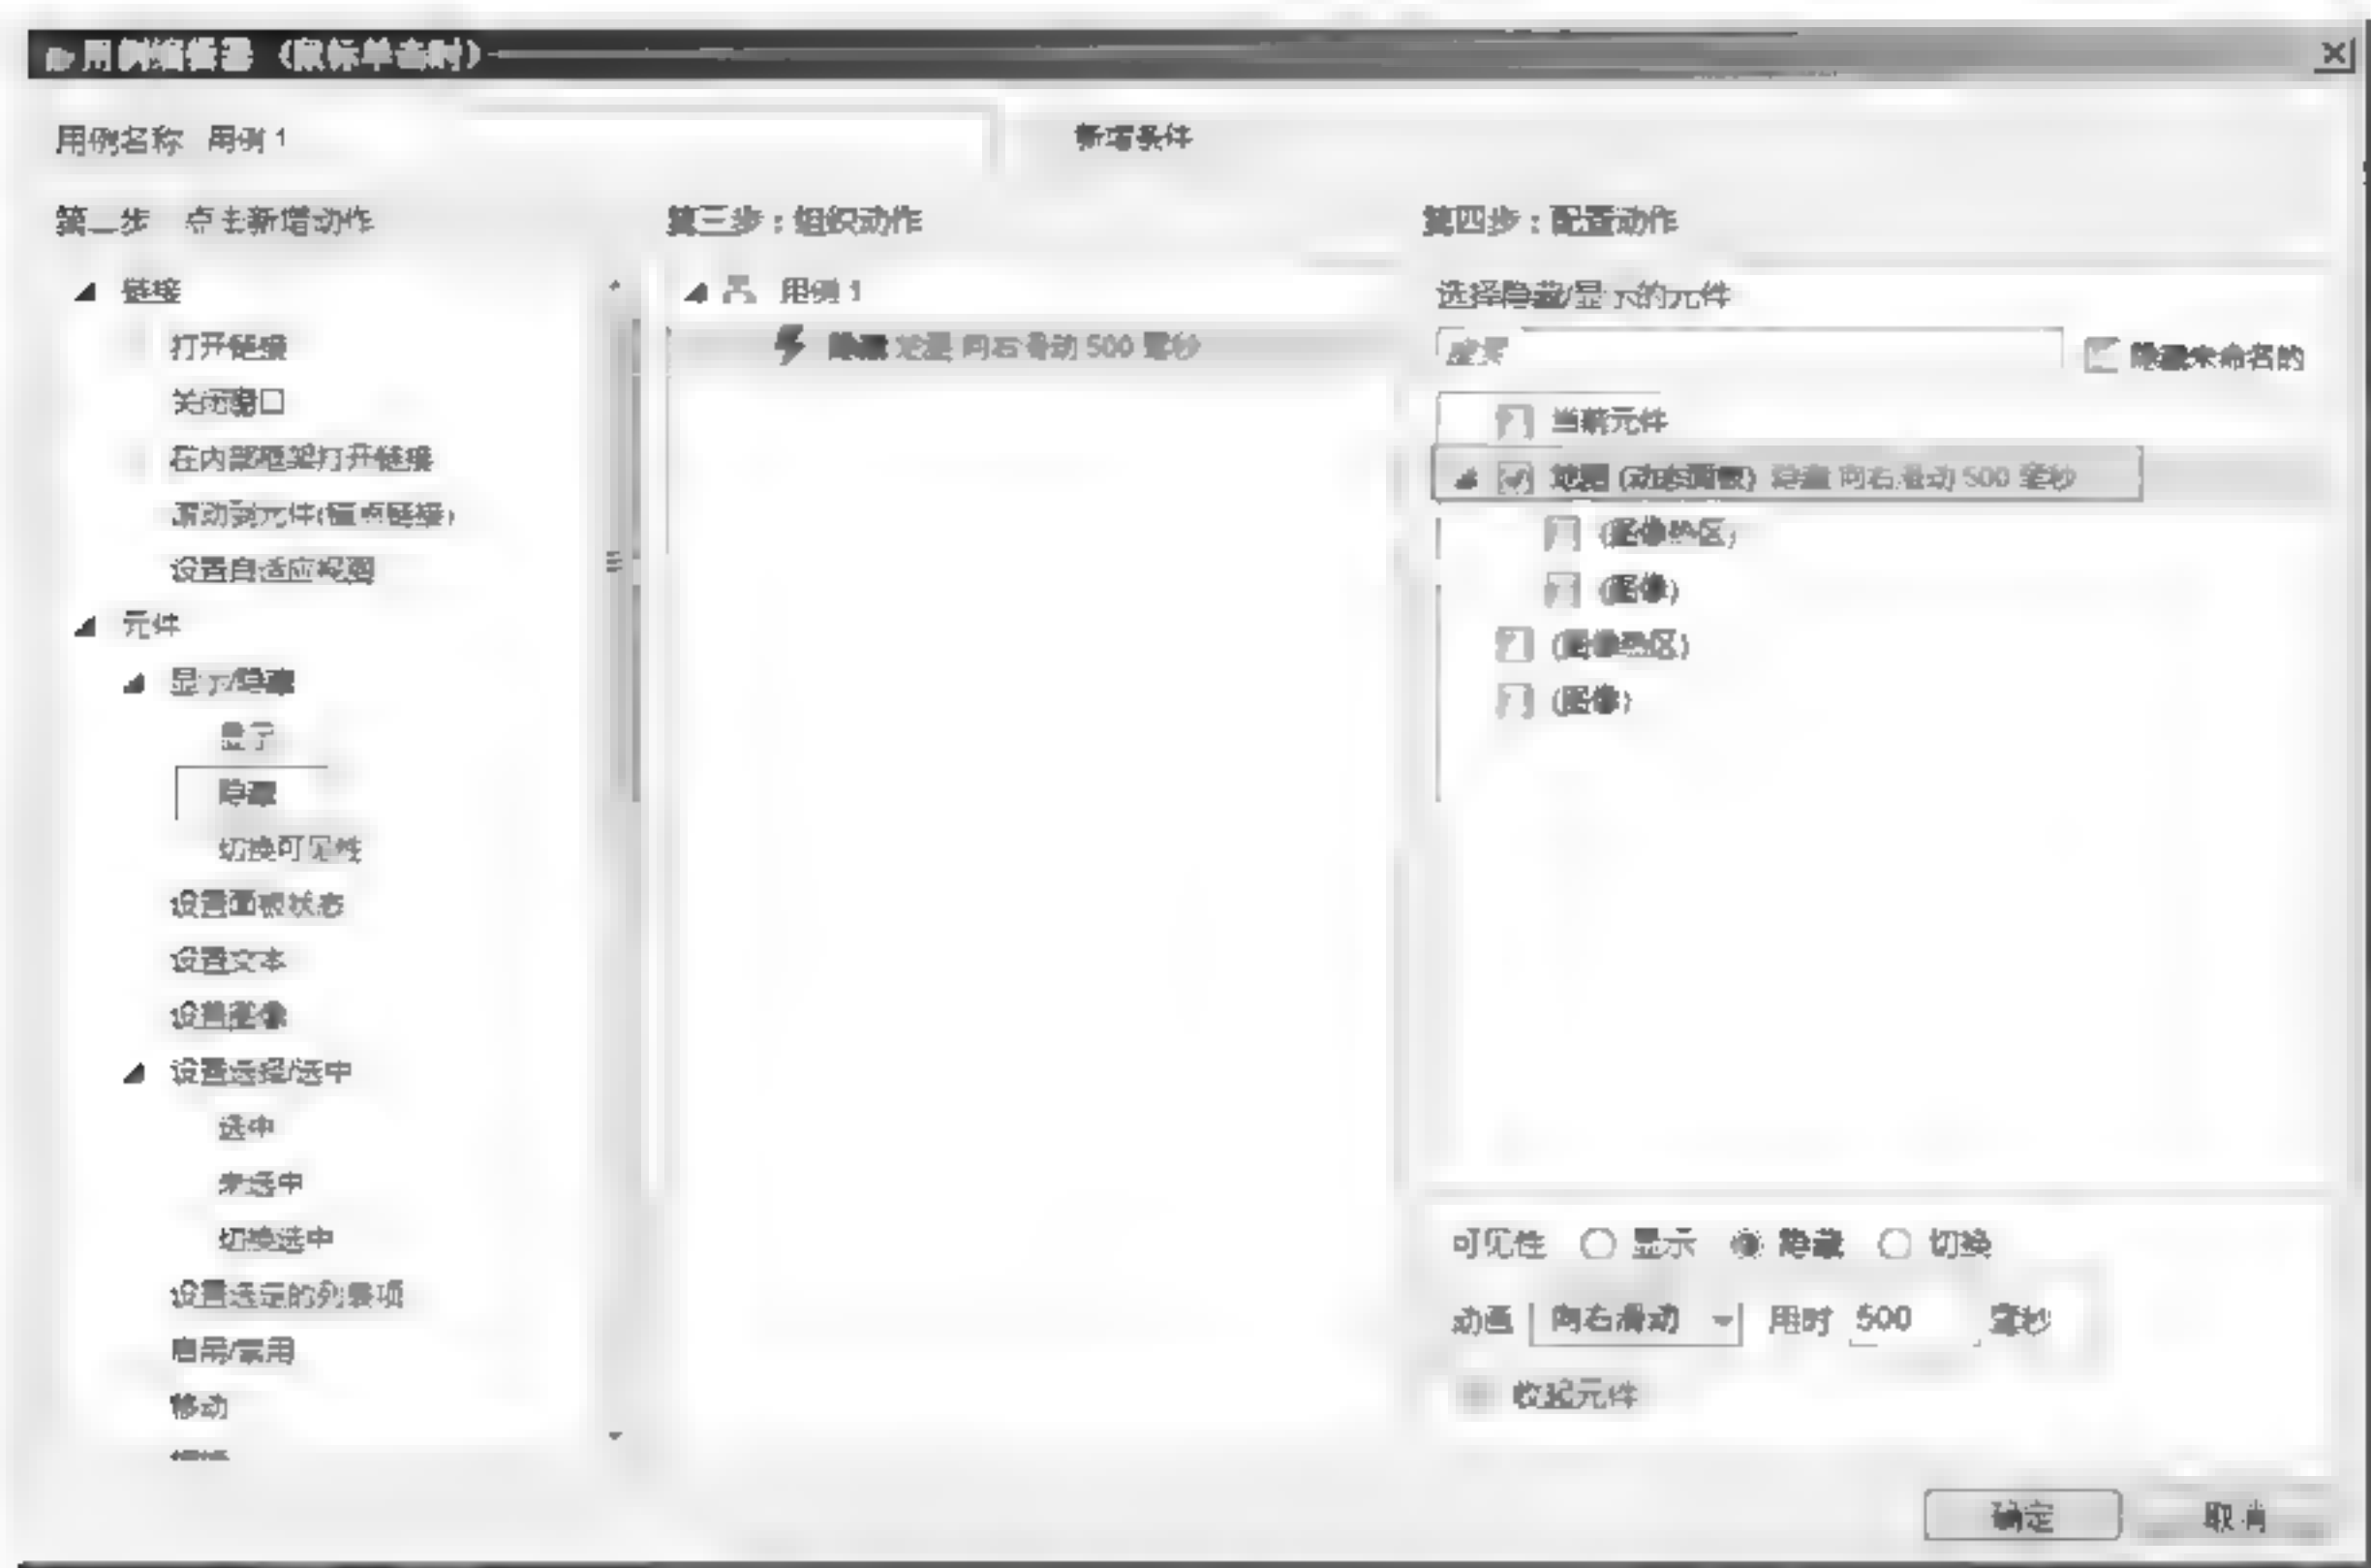 用例编辑器 (鼠标单击时)
用例名称 用例 1 新增条件
第二步 点击新增动作
链接
打开链接
关闭窗口
在内部框架打开链接
滚动到元件(锚点链接)
设置自适应视图
元件
显示/隐藏
显示
隐藏
切换可见性
设置面板状态
设置文本
设置图像
设置选择/选中
选中
未选中
切换选中
设置选定的列表项
启用/禁用
移动
第三步：组织动作
用例 1
隐藏 向右滑动 500 毫秒
第四步：配置动作
选择隐藏/显示的元件
隐藏未命名的
当前元件
(动态面板) 隐藏 向右滑动 500 毫秒
(图像热区)
(图像)
(图像热区)
(图像)
可见性 显示 隐藏 切换
动画 向右滑动 用时 500 毫秒
收起元件
确定 取消